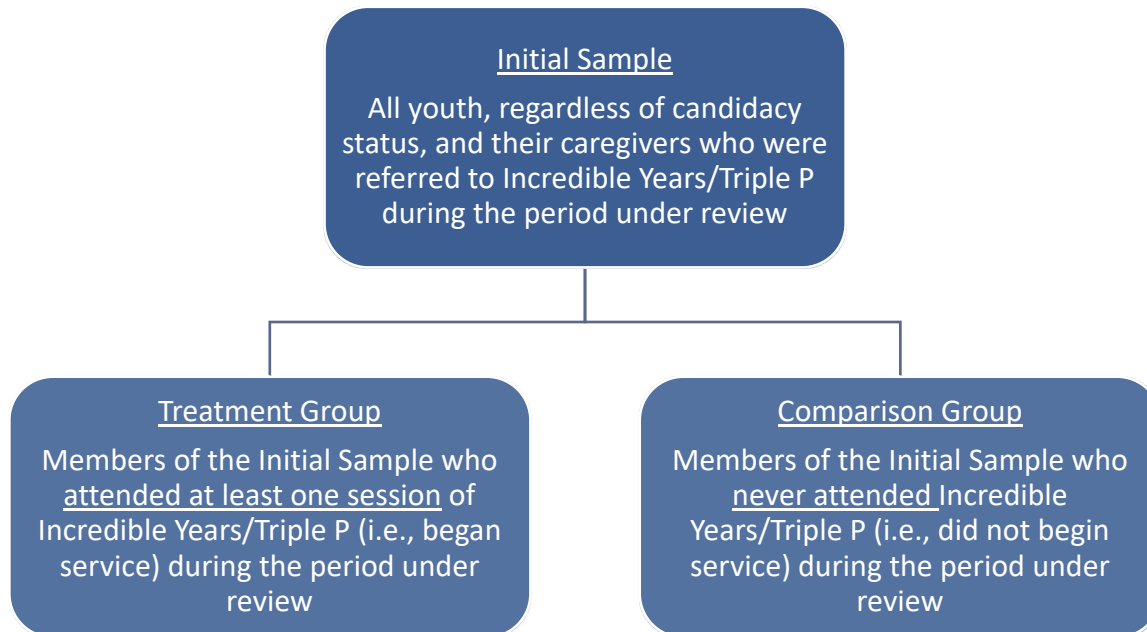 Initial Sample
All youth, regardless of candidacy
status, and their caregivers who were
referred to Incredible Years/Triple P
during the period under review
Treatment Group
Members of the Initial Sample who
attended at least one session of
Incredible Years/Triple P (i.e., began
service) during the period under
review
Comparison Group
Members of the Initial Sample who
never attended Incredible
Years/Triple P (i.e., did not begin
service) during the period under
review